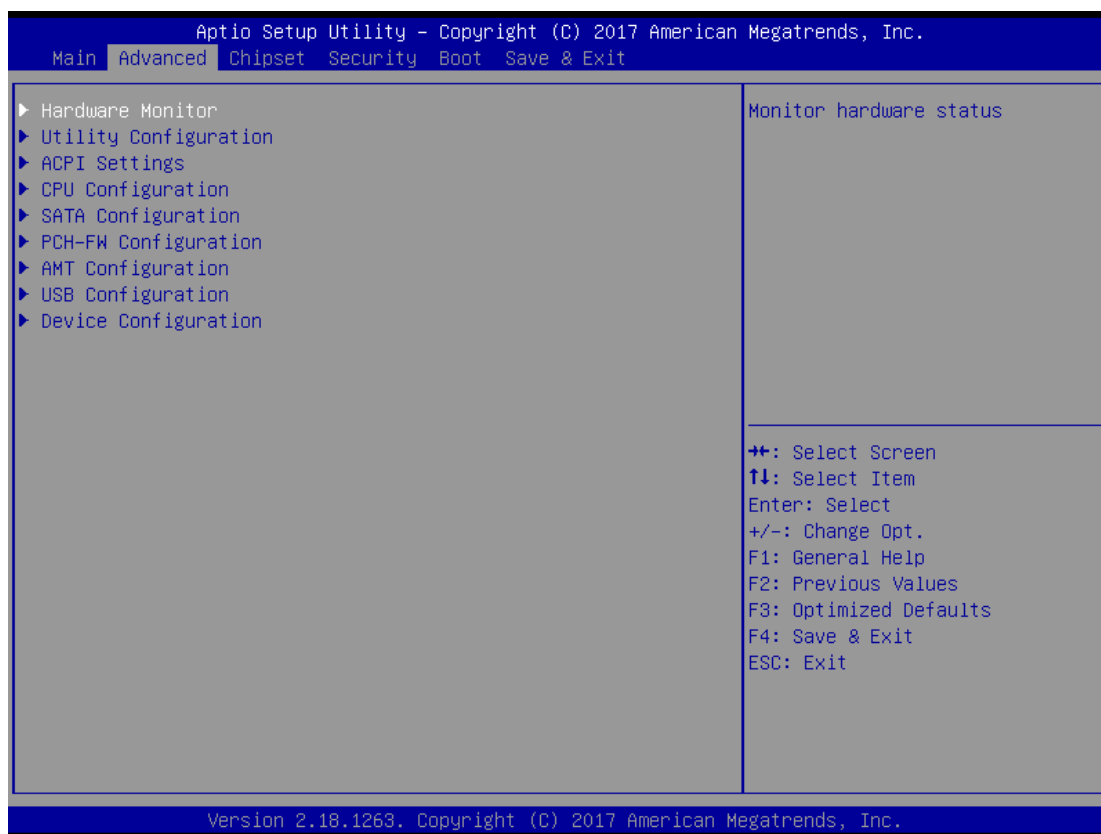 Aptio Setup Utility – Copyright (C) 2017 American Megatrends, Inc.
Main Advanced Chipset Security Boot Save & Exit
▶ Hardware Monitor
▶ Utility Configuration
▶ ACPI Settings
▶ CPU Configuration
▶ SATA Configuration
▶ PCH-FW Configuration
▶ AMT Configuration
▶ USB Configuration
▶ Device Configuration
Monitor hardware status
→←: Select Screen
↑↓: Select Item
Enter: Select
+/-: Change Opt.
F1: General Help
F2: Previous Values
F3: Optimized Defaults
F4: Save & Exit
ESC: Exit
Version 2.18.1263. Copyright (C) 2017 American Megatrends, Inc.